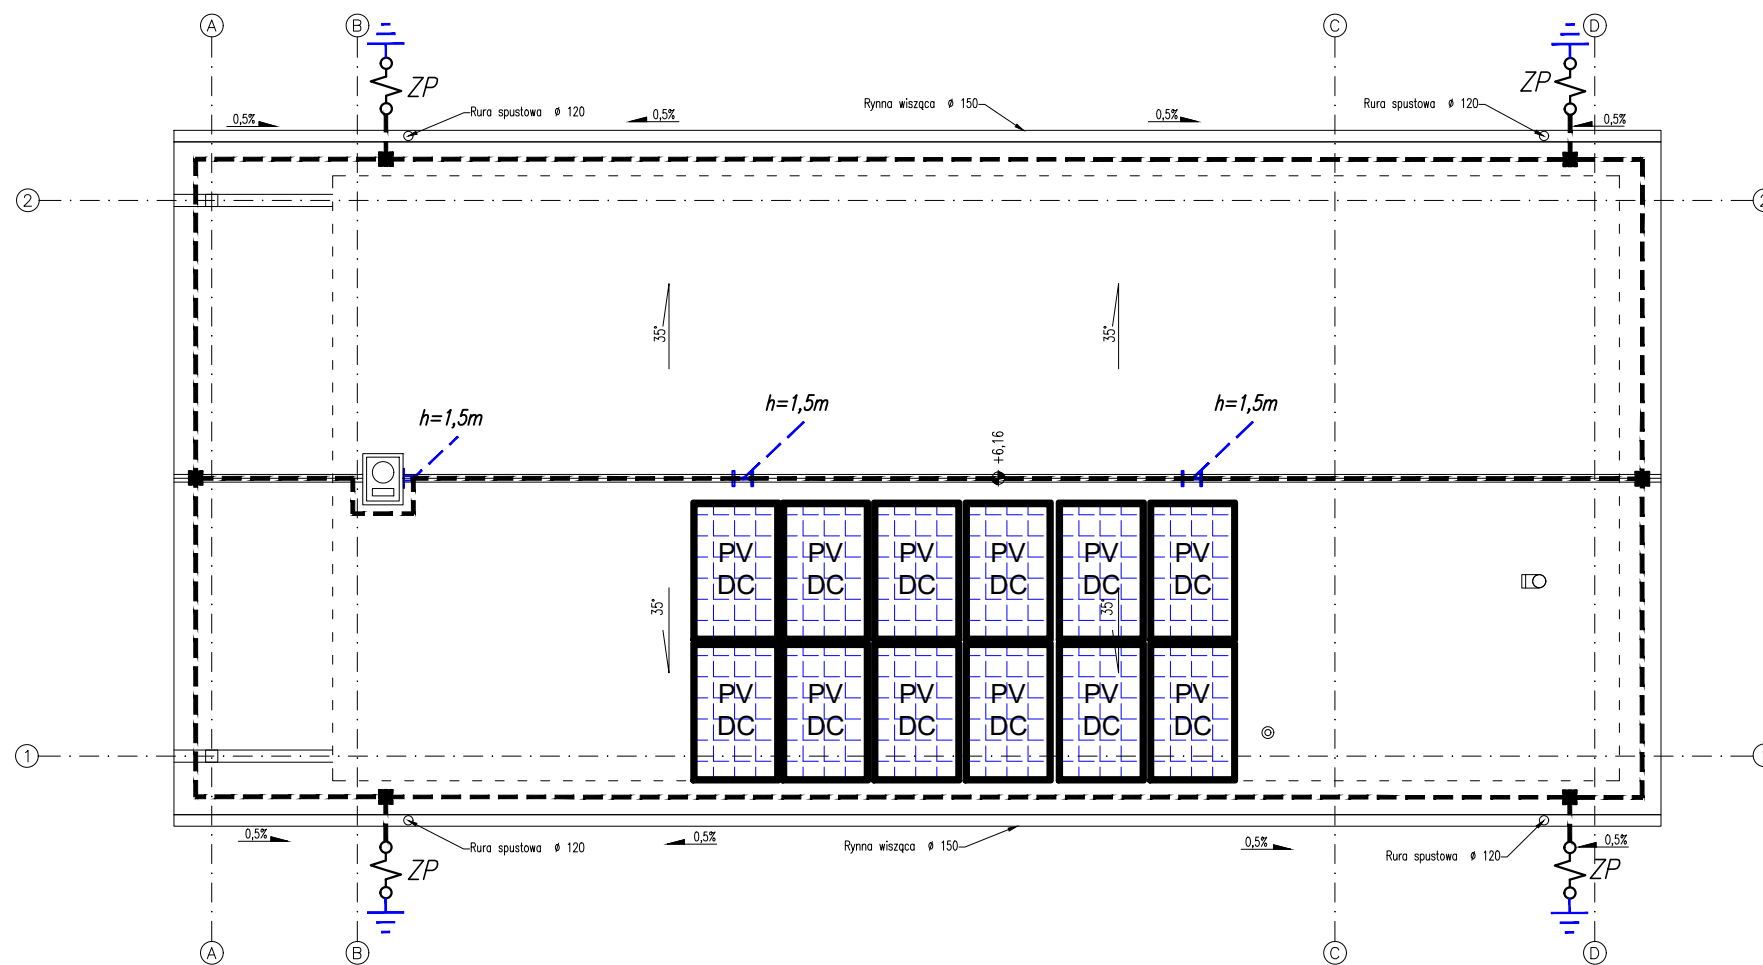 A
B
C
D
ZP
ZP
0,5%
Rura spustowa ø 120
0,5%
Rynna wisząca ø 150
0,5%
Rura spustowa ø 120
0,5%
2
2
35°
35°
h=1,5m
h=1,5m
h=1,5m
+6,16
PV
DC
PV
DC
PV
DC
PV
DC
PV
DC
PV
DC
35°
35°
PV
DC
PV
DC
PV
DC
PV
DC
PV
DC
PV
DC
1
1
0,5%
Rura spustowa ø 120
0,5%
Rynna wisząca ø 150
0,5%
Rura spustowa ø 120
0,5%
ZP
ZP
A
B
C
D